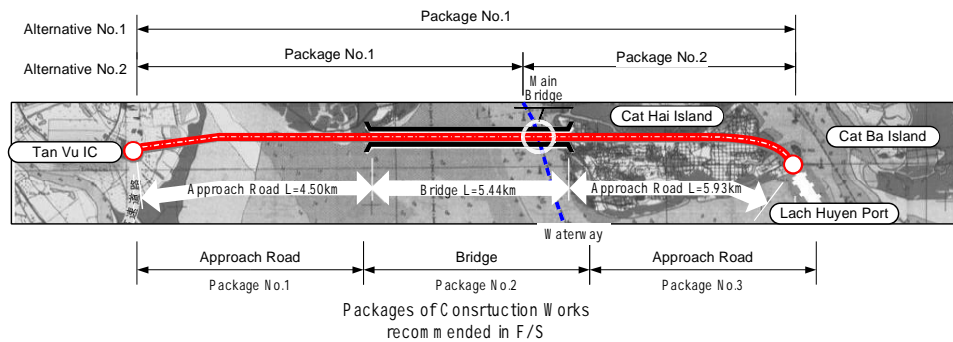 Package No.1
Alternative No.1
Package No.1
Package No.2
Alternative No.2
Main
Bridge
Cat Hai Island
Cat Ba Island
Tan Vu IC
Approach Road L=4.50km
Bridge L=5.44km
Approach Road L=5.93km
Lach Huyen Port
Waterway
Approach Road
Bridge
Approach Road
Package No.1
Package No.2
Package No.3
Packages of Consrtuction Works
recommended in F/S